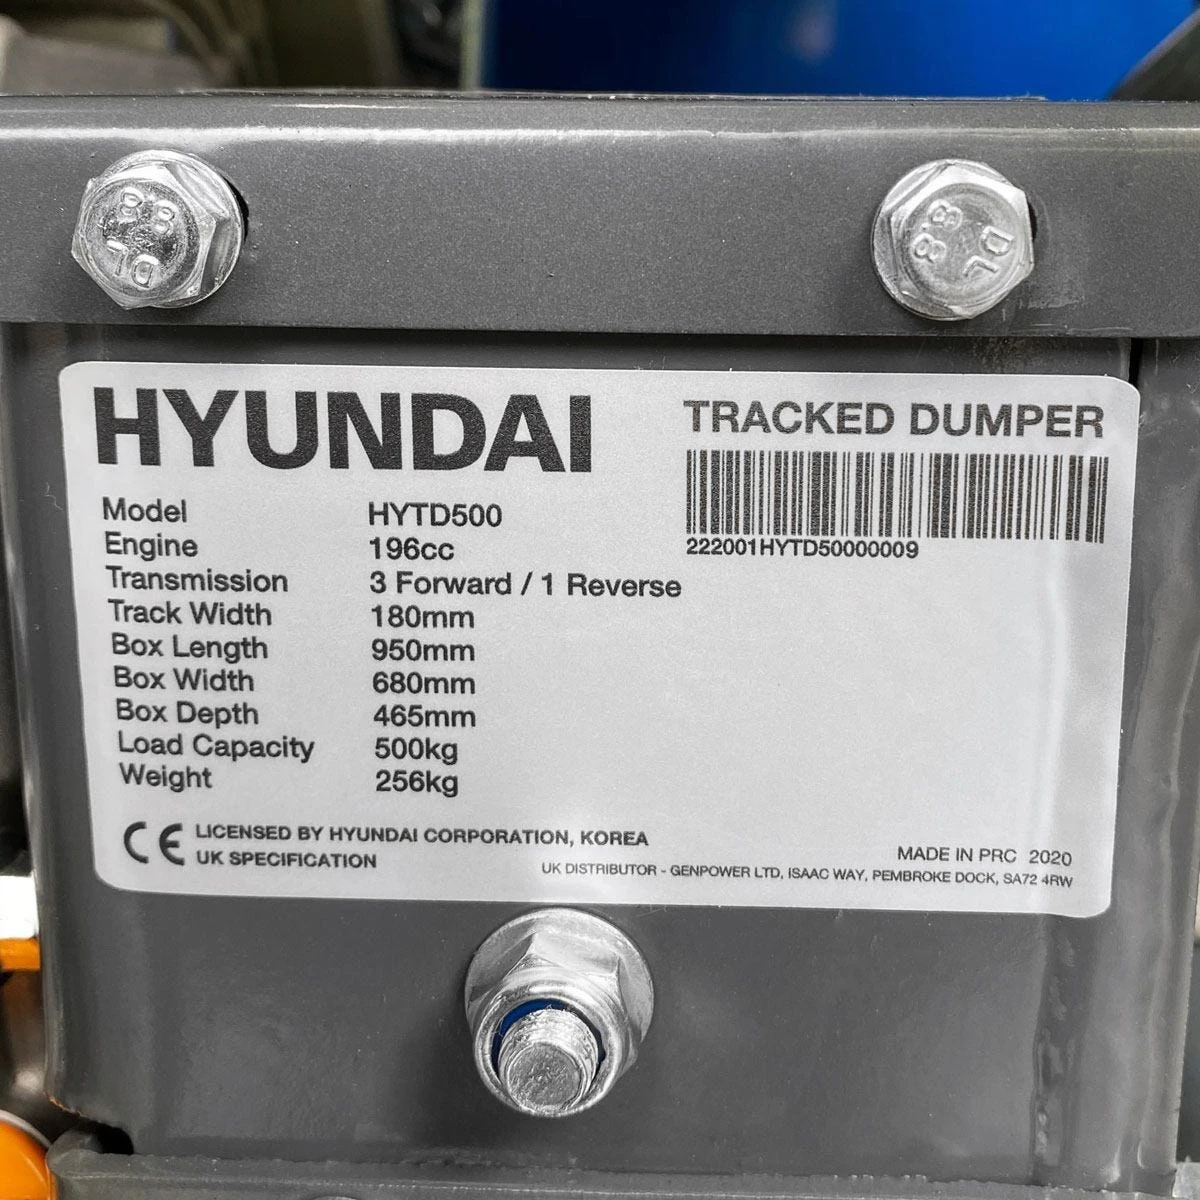 8.8
DL
8.8
DL
HYUNDAI
TRACKED DUMPER
222001HYTD50000009
Model HYTD500
Engine 196cc
Transmission 3 Forward / 1 Reverse
Track Width 180mm
Box Length 950mm
Box Width 680mm
Box Depth 465mm
Load Capacity 500kg
Weight 256kg
CE LICENSED BY HYUNDAI CORPORATION, KOREA
UK SPECIFICATION
MADE IN PRC 2020
UK DISTRIBUTOR - GENPOWER LTD, ISAAC WAY, PEMBROKE DOCK, SA72 4RW